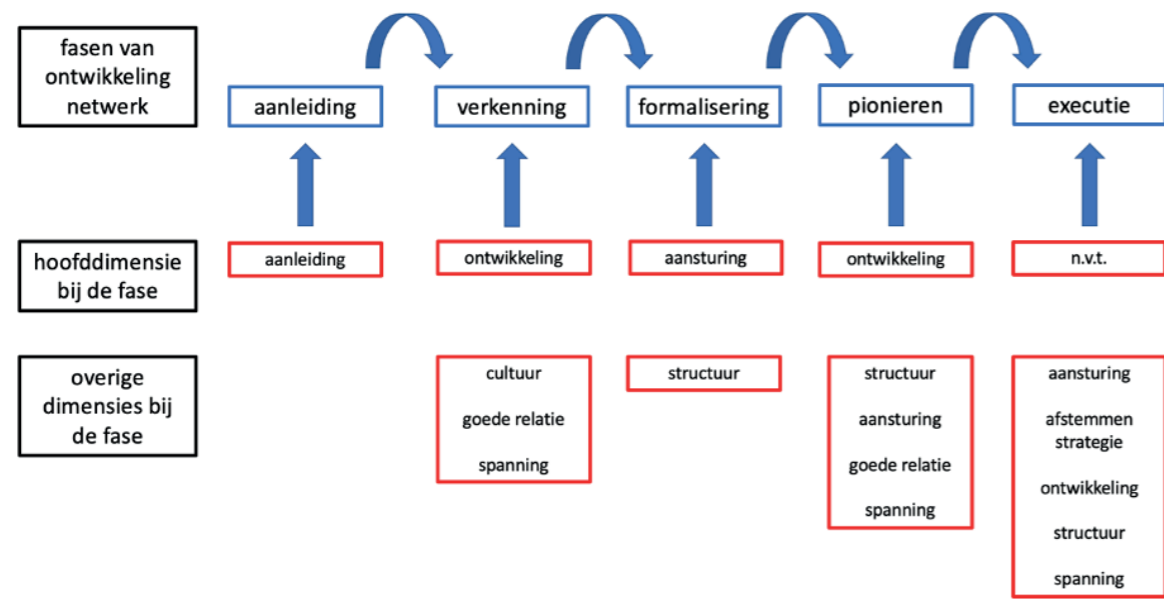 fasen van
ontwikkeling
netwerk
aanleiding
verkenning
formalisering
pionieren
executie
hoofddimensie
bij de fase
aanleiding
ontwikkeling
aansturing
ontwikkeling
n.v.t.
overige
dimensies bij
de fase
cultuur
goede relatie
spanning
structuur
structuur
aansturing
goede relatie
spanning
aansturing
afstemmen
strategie
ontwikkeling
structuur
spanning